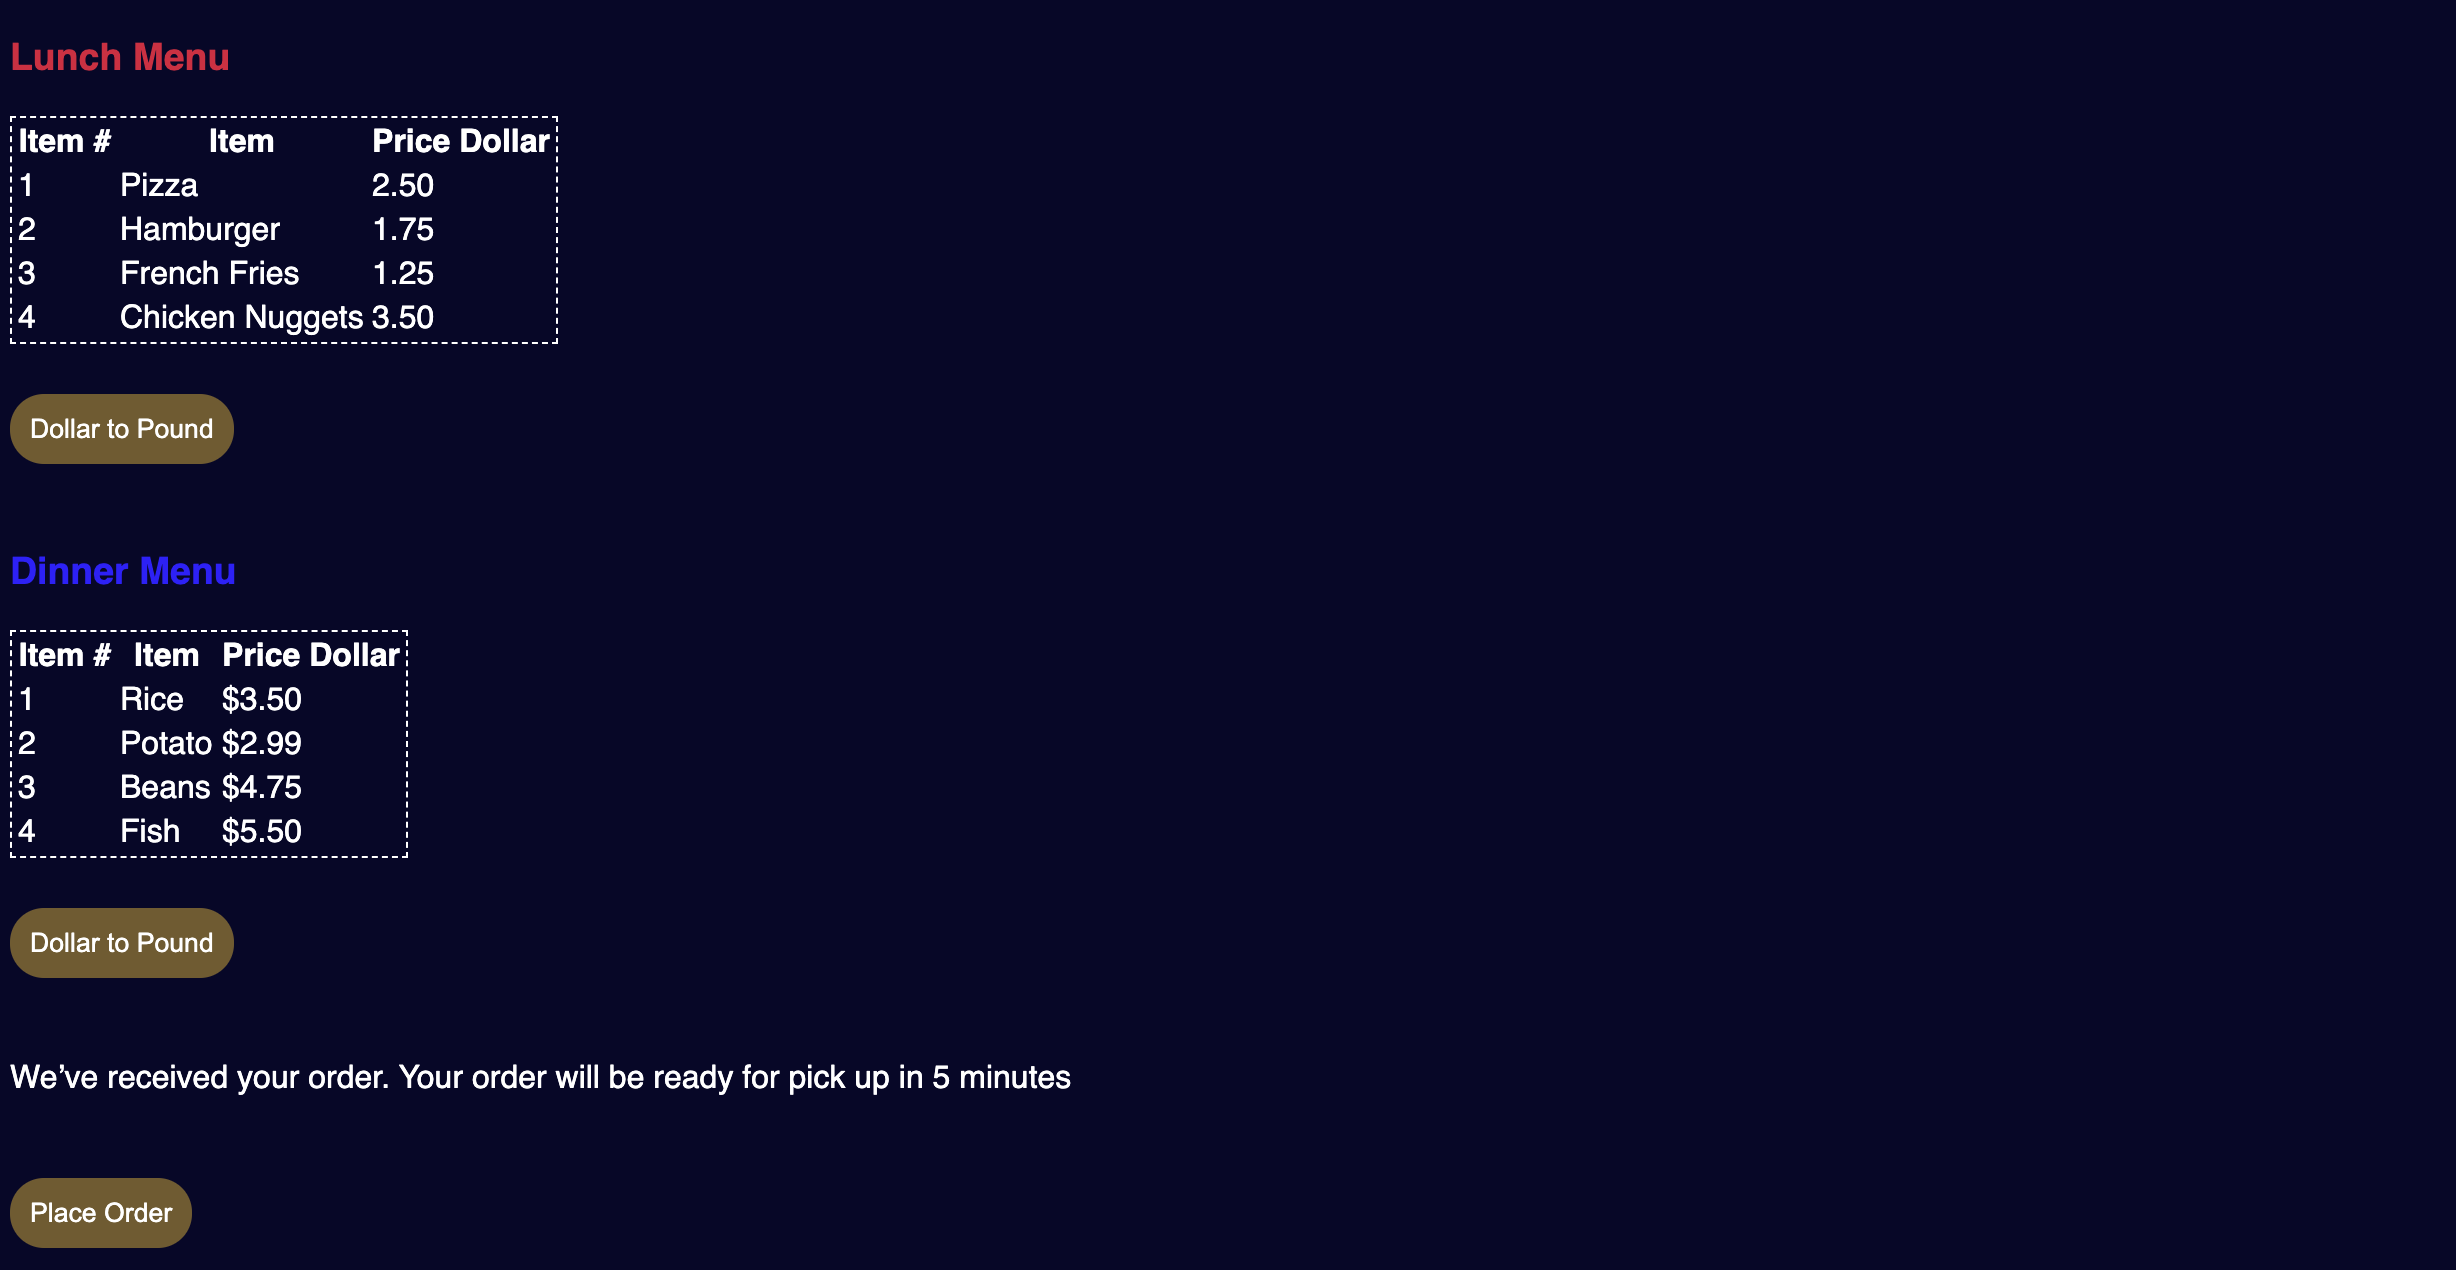 Lunch Menu
Item # Item Price Dollar
1 Pizza 2.50
2 Hamburger 1.75
3 French Fries 1.25
4 Chicken Nuggets 3.50
Dollar to Pound
Dinner Menu
Item # Item Price Dollar
1 Rice $3.50
2 Potato $2.99
3 Beans $4.75
4 Fish $5.50
Dollar to Pound
We’ve received your order. Your order will be ready for pick up in 5 minutes
Place Order